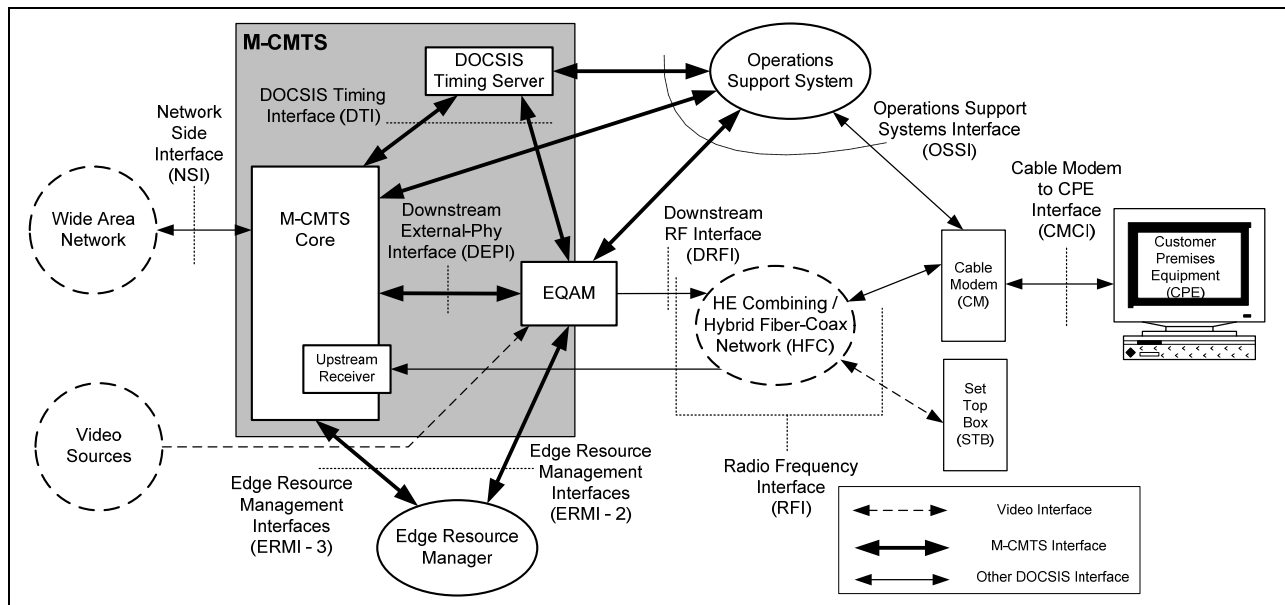 M-CMTS
DOCSIS
Timing Server
Operations
Support System
DOCSIS Timing
Interface (DTI)
Network
Side
Interface
(NSI)
Operations Support
Systems Interface
(OSSI)
Cable Modem
to CPE
Interface
(CMCI)
Wide Area
Network
M-CMTS
Core
Downstream
External-Phy
Interface (DEPI)
Downstream
RF Interface
(DRFI)
EQAM
HE Combining /
Hybrid Fiber-Coax
Network (HFC)
Cable
Modem
(CM)
Customer
Premises
Equipment
(CPE)
Upstream
Receiver
Set
Top
Box
(STB)
Video
Sources
Edge Resource
Management
Interfaces
(ERMI - 3)
Edge Resource
Management
Interfaces
(ERMI - 2)
Radio Frequency
Interface
(RFI)
Edge Resource
Manager
Video Interface
M-CMTS Interface
Other DOCSIS Interface